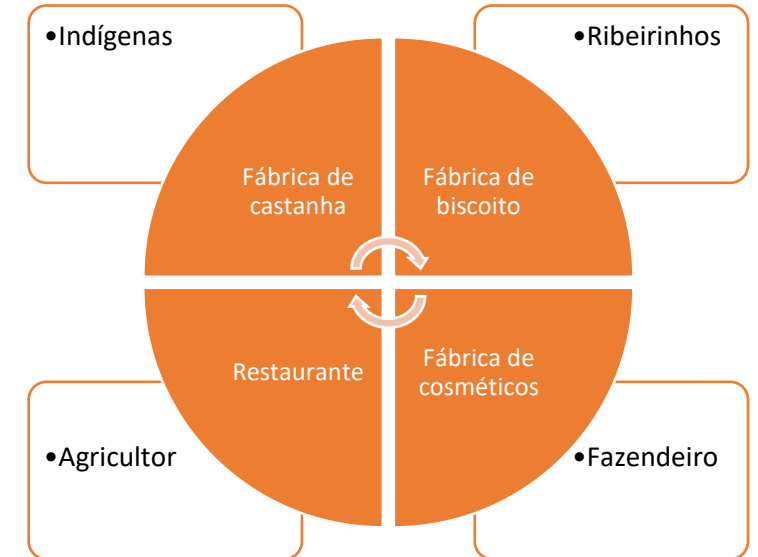 •Indígenas
•Ribeirinhos
Fábrica de
castanha
Fábrica de
biscoito
Restaurante
Fábrica de
cosméticos
•Agricultor
•Fazendeiro